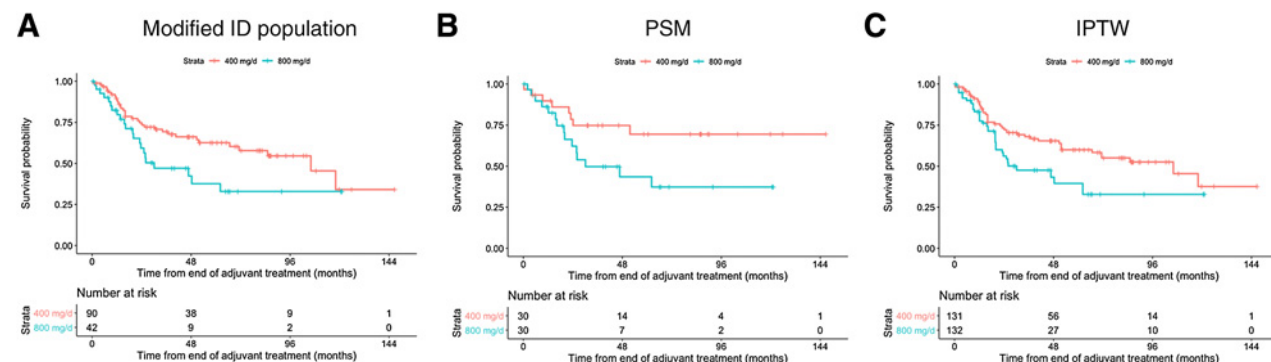 A Modified ID population
Strata 400 mg/d 800 mg/d
1.00
0.75
0.50
0.25
0.00
Survival probability
0 48 96 144
Time from end of adjuvant treatment (months)
Number at risk
Strata
400 mg/d 90 38 9 1
800 mg/d 42 9 2 0
0 48 96 144
Time from end of adjuvant treatment (months)
B PSM
Strata 400 mg/d 800 mg/d
1.00
0.75
0.50
0.25
0.00
Survival probability
0 48 96 144
Time from end of adjuvant treatment (months)
Number at risk
Strata
400 mg/d 30 14 4 1
800 mg/d 30 7 2 0
0 48 96 144
Time from end of adjuvant treatment (months)
C IPTW
Strata 400 mg/d 800 mg/d
1.00
0.75
0.50
0.25
0.00
Survival probability
0 48 96 144
Time from end of adjuvant treatment (months)
Number at risk
Strata
400 mg/d 131 56 14 1
800 mg/d 132 27 10 0
0 48 96 144
Time from end of adjuvant treatment (months)